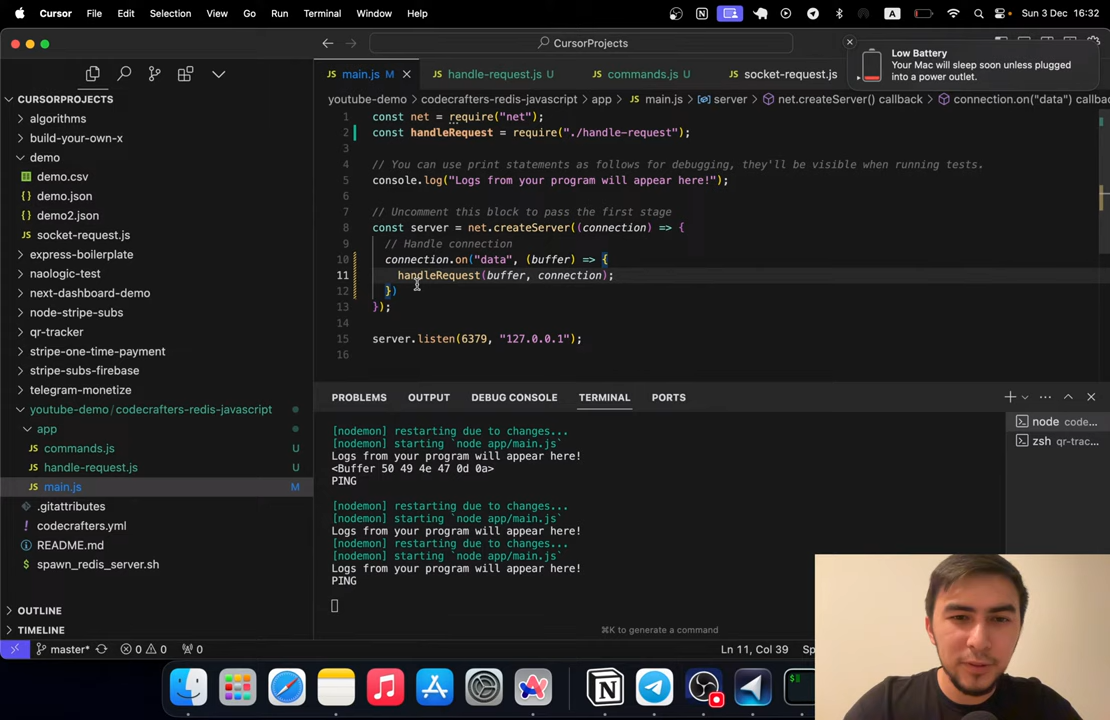 Cursor File Edit Selection View Go Run Terminal Window Help
A
Sun 3 Dec 16:32
CursorProjects
Low Battery
Your Mac will sleep soon unless plugged
into a power outlet.
JS main.js M
JS handle-request.js U
JS commands.js U
JS socket-request.js
youtube-demo > codecrafters-redis-javascript > app > JS main.js > server > net.createServer() callback > connection.on("data") callback
CURSORPROJECTS
algorithms
build-your-own-x
demo
demo.csv
demo.json
demo2.json
JS socket-request.js
express-boilerplate
naologic-test
next-dashboard-demo
node-stripe-subs
qr-tracker
stripe-one-time-payment
stripe-subs-firebase
telegram-monetize
youtube-demo / codecrafters-redis-javascript
app
JS commands.js U
JS handle-request.js U
JS main.js M
.gitattributes
codecrafters.yml
README.md
spawn_redis_server.sh
OUTLINE
TIMELINE
1 const net = require("net");
2 const handleRequest = require("./handle-request");
3
4 // You can use print statements as follows for debugging, they'll be visible when running tests.
5 console.log("Logs from your program will appear here!");
6
7 // Uncomment this block to pass the first stage
8 const server = net.createServer((connection) => {
9 // Handle connection
10 connection.on("data", (buffer) => {
11 handleRequest(buffer, connection);
12 })
13 });
14
15 server.listen(6379, "127.0.0.1");
16
PROBLEMS OUTPUT DEBUG CONSOLE TERMINAL PORTS
[nodemon] restarting due to changes...
[nodemon] starting `node app/main.js`
Logs from your program will appear here!
<Buffer 50 49 4e 47 0d 0a>
PING
[nodemon] restarting due to changes...
[nodemon] starting `node app/main.js`
Logs from your program will appear here!
[nodemon] restarting due to changes...
[nodemon] starting `node app/main.js`
Logs from your program will appear here!
PING
node code...
zsh qr-trac...
⌘K to generate a command
master* 0 0 0
Ln 11, Col 39